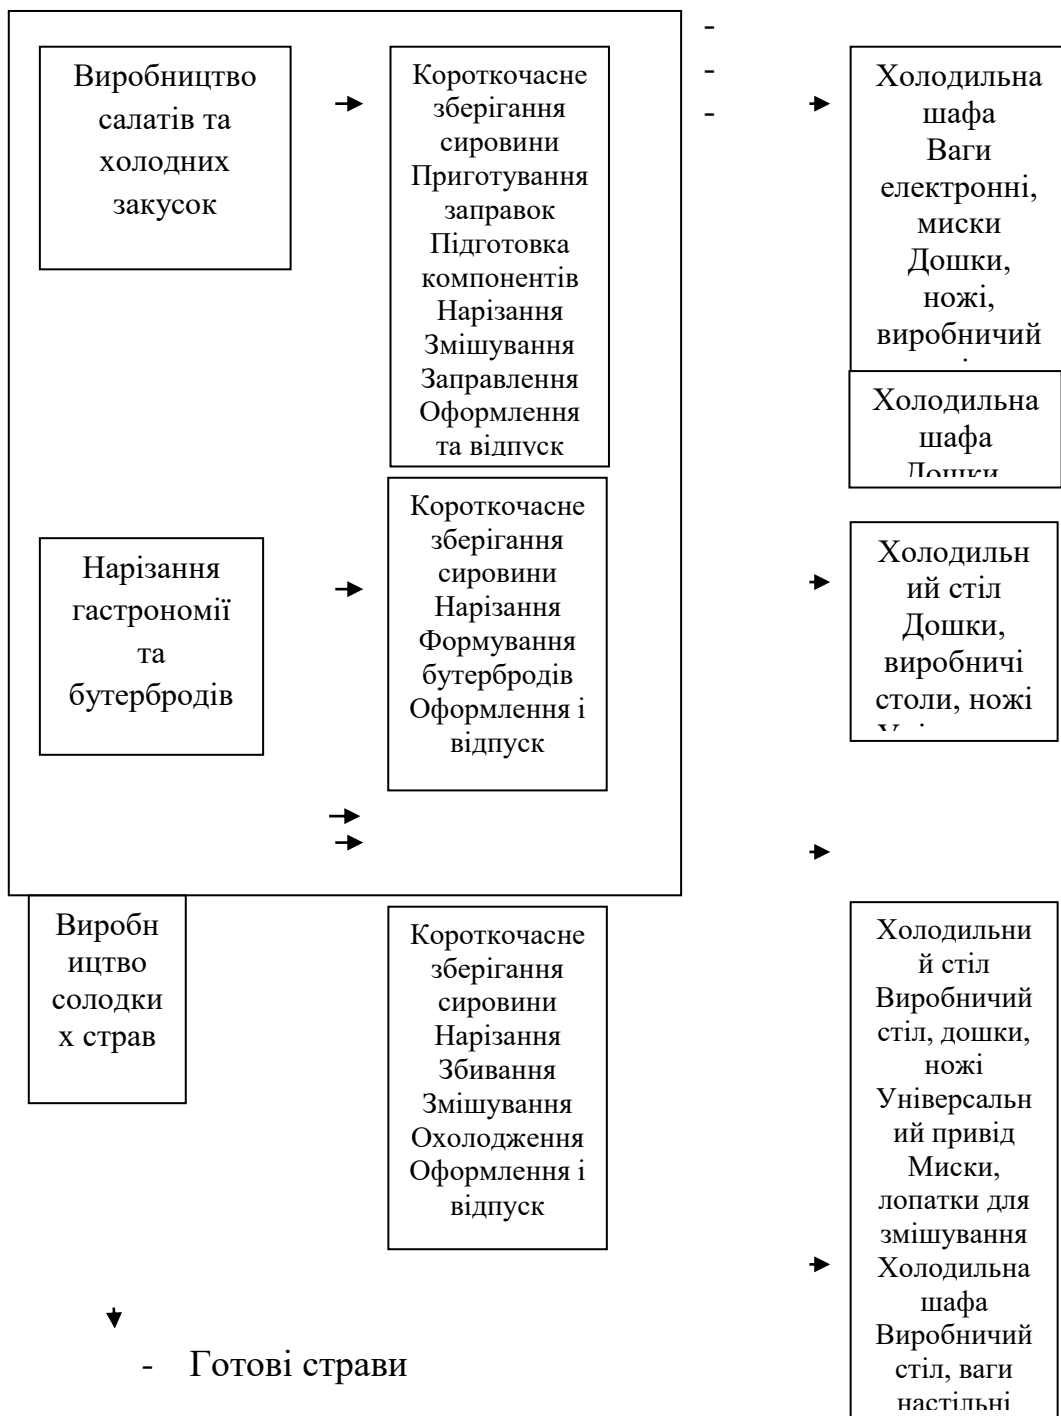 -
-
-
Виробництво
салатів та
холодних
закусок
Короткочасне
зберігання
сировини
Приготування
заправок
Підготовка
компонентів
Нарізання
Змішування
Заправлення
Оформлення
та відпуск
Холодильна
шафа
Ваги
електронні,
миски
Дошки,
ножі,
виробничий
Холодильна
шафа
Дошки
Нарізання
гастрономії
та
бутербродів
Короткочасне
зберігання
сировини
Нарізання
Формування
бутербродів
Оформлення і
відпуск
Холодильн
ий стіл
Дошки,
виробничі
столи, ножі
Виробн
ицтво
солодки
х страв
Короткочасне
зберігання
сировини
Нарізання
Збивання
Змішування
Охолодження
Оформлення і
відпуск
Холодильни
й стіл
Виробничий
стіл, дошки,
ножі
Універсальн
ий привід
Миски,
лопатки для
змішування
Холодильна
шафа
Виробничий
стіл, ваги
настільні
- Готові страви